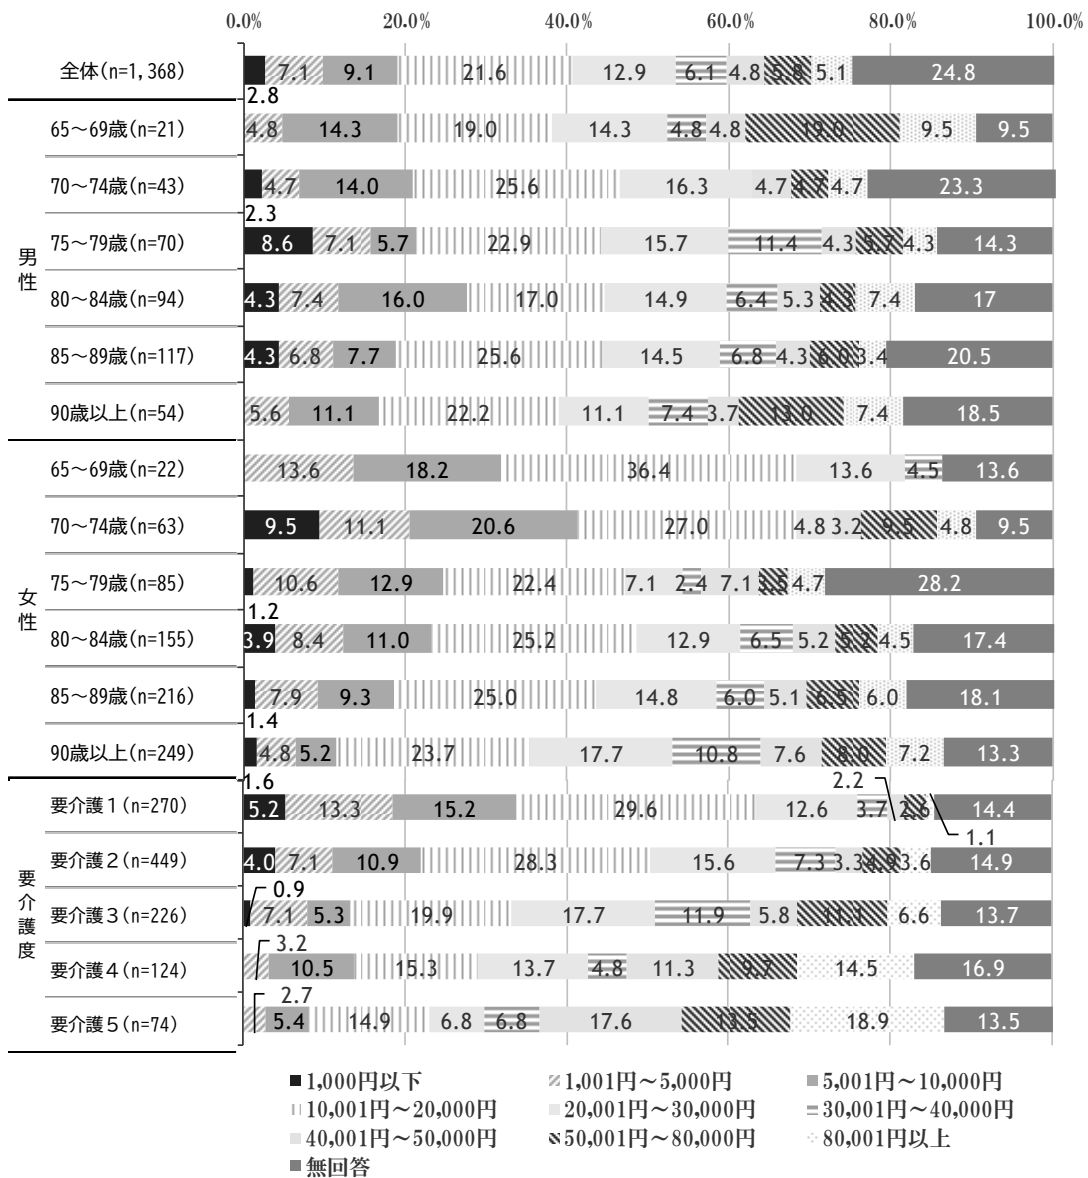 0.0% 20.0% 40.0% 60.0% 80.0% 100.0%
全体(n=1,368) 7.1 9.1 21.6 12.9 6.1 4.8 5.8 5.1 24.8
2.8
男性
65～69歳(n=21) 4.8 14.3 19.0 14.3 4.8 4.8 19.0 9.5 9.5
70～74歳(n=43) 4.7 14.0 25.6 16.3 4.7 4.7 4.7 23.3
2.3
75～79歳(n=70) 8.6 7.1 5.7 22.9 15.7 11.4 4.3 5.7 4.3 14.3
80～84歳(n=94) 4.3 7.4 16.0 17.0 14.9 6.4 5.3 4.3 7.4 17
85～89歳(n=117) 4.3 6.8 7.7 25.6 14.5 6.8 4.3 6.0 3.4 20.5
90歳以上(n=54) 5.6 11.1 22.2 11.1 7.4 3.7 13.0 7.4 18.5
女性
65～69歳(n=22) 13.6 18.2 36.4 13.6 4.5 13.6
70～74歳(n=63) 9.5 11.1 20.6 27.0 4.8 3.2 9.5 4.8 9.5
75～79歳(n=85) 10.6 12.9 22.4 7.1 2.4 7.1 3.5 4.7 28.2
1.2
80～84歳(n=155) 3.9 8.4 11.0 25.2 12.9 6.5 5.2 5.2 4.5 17.4
85～89歳(n=216) 7.9 9.3 25.0 14.8 6.0 5.1 6.5 6.0 18.1
1.4
90歳以上(n=249) 4.8 5.2 23.7 17.7 10.8 7.6 8.0 7.2 13.3
1.6 2.2
要介護度
要介護１(n=270) 5.2 13.3 15.2 29.6 12.6 3.7 2.6 14.4
1.1
要介護２(n=449) 4.0 7.1 10.9 28.3 15.6 7.3 3.3 4.9 3.6 14.9
0.9
要介護３(n=226) 7.1 5.3 19.9 17.7 11.9 5.8 11.1 6.6 13.7
3.2
要介護４(n=124) 10.5 15.3 13.7 4.8 11.3 9.7 14.5 16.9
2.7
要介護５(n=74) 5.4 14.9 6.8 6.8 17.6 13.5 18.9 13.5
1,000円以下 1,001円～5,000円 5,001円～10,000円
10,001円～20,000円 20,001円～30,000円 30,001円～40,000円
40,001円～50,000円 50,001円～80,000円 80,001円以上
無回答